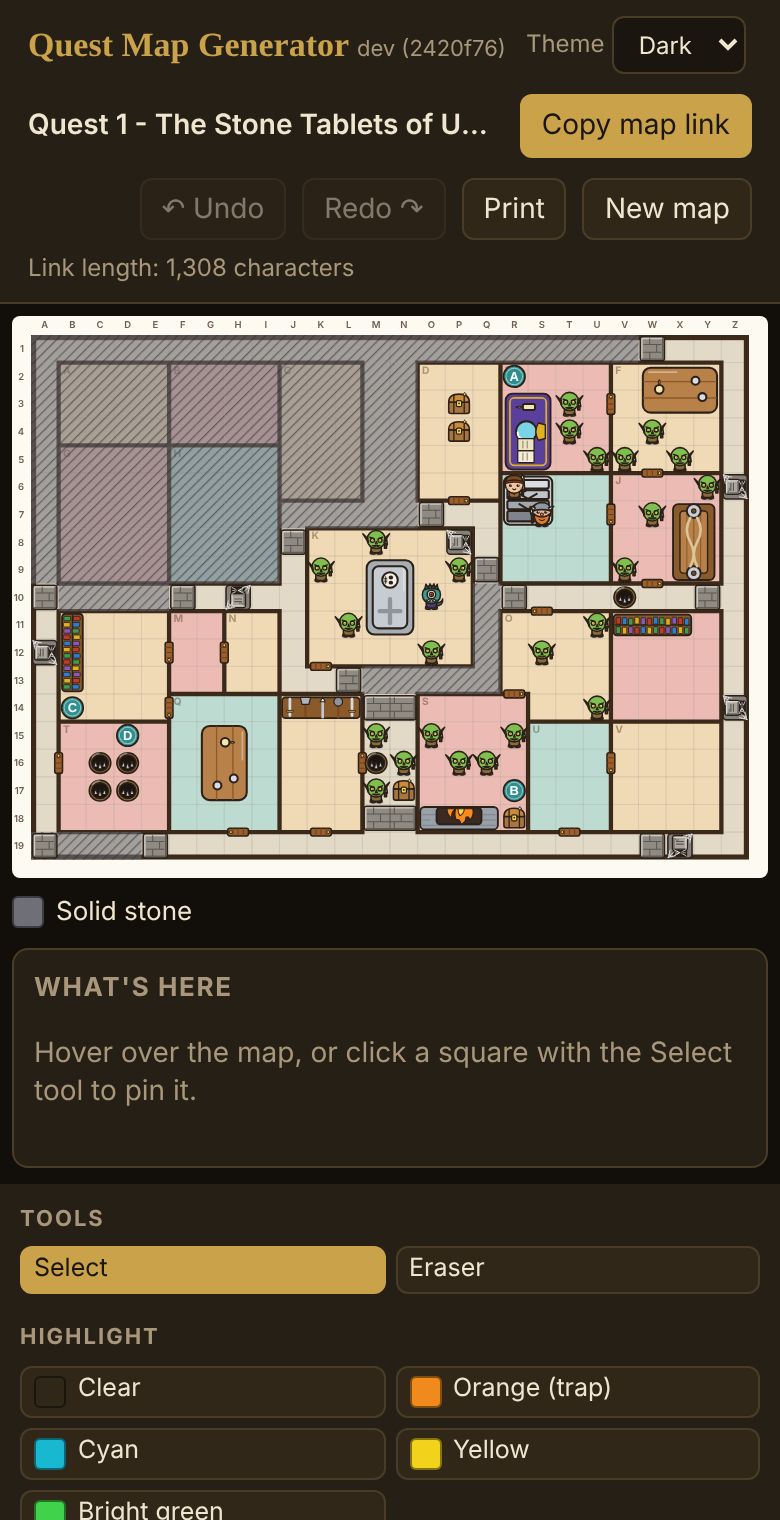 Quest Map Generator dev (2420f76) Theme Dark
Quest 1 - The Stone Tablets of U...
Copy map link
↶ Undo
Redo ↷
Print
New map
Link length: 1,308 characters
A B C D E F G H I J K L M N O P Q R S T U V W X Y Z
1
2
D
A
F
3
4
5
6
J
7
8
K
9
10
11
M
N
O
12
13
14
C
Q
S
15
T
D
U
V
16
17
B
18
19
Solid stone
WHAT'S HERE
Hover over the map, or click a square with the Select
tool to pin it.
TOOLS
Select
Eraser
HIGHLIGHT
Clear
Orange (trap)
Cyan
Yellow
Bright green